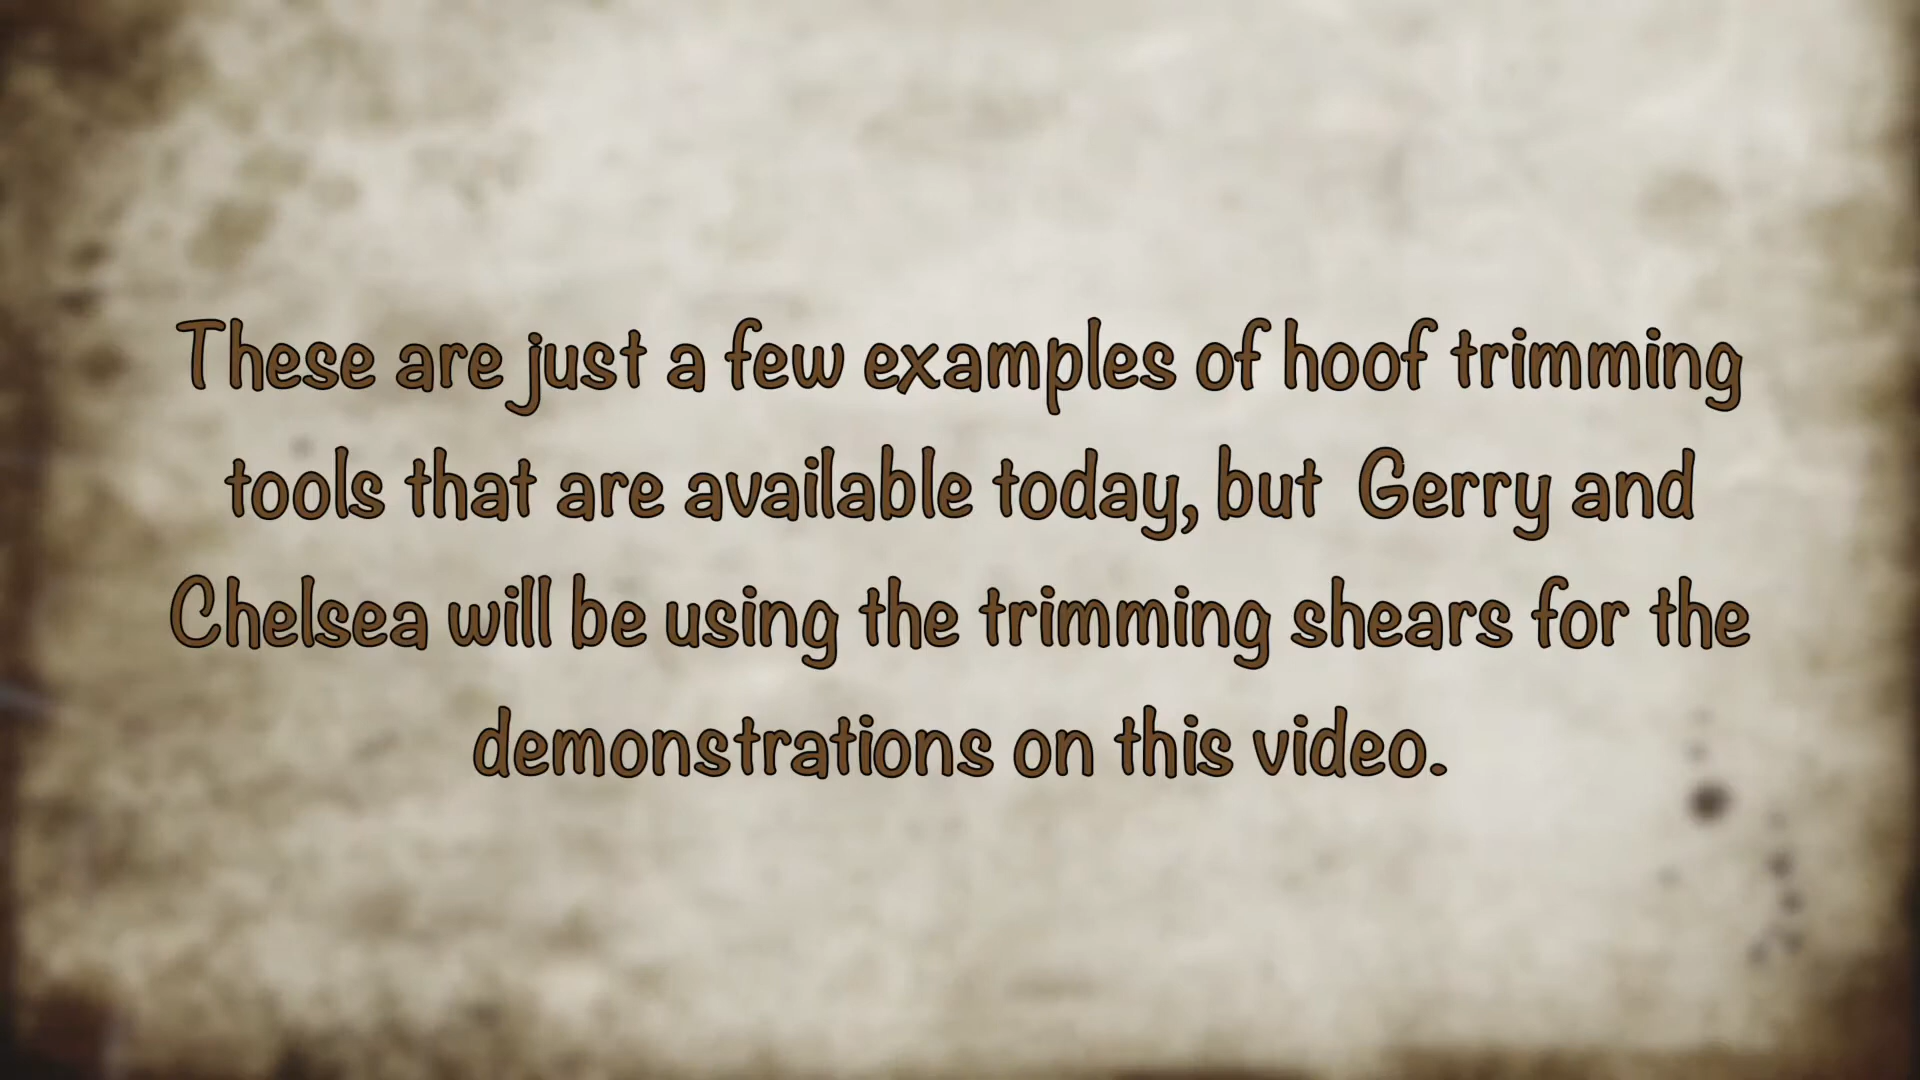 These are just a few examples of hoof trimming
tools that are available today, but Gerry and
Chelsea will be using the trimming shears for the
demonstrations on this video.